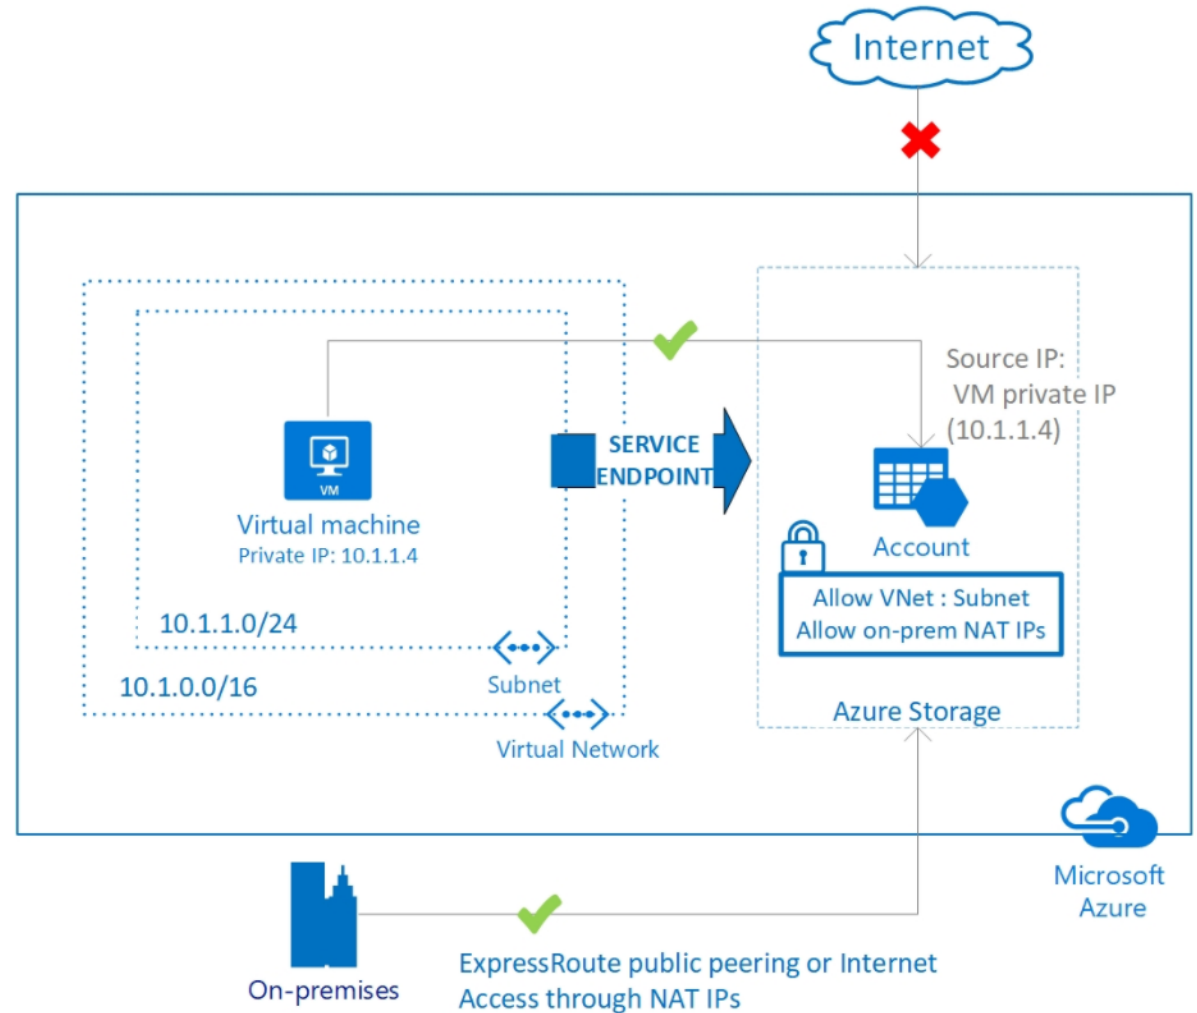 Internet
Source IP:
VM private IP
(10.1.1.4)
SERVICE
ENDPOINT
VM
Virtual machine
Private IP: 10.1.1.4
Account
Allow VNet : Subnet
Allow on-prem NAT IPs
10.1.1.0/24
Subnet
10.1.0.0/16
Virtual Network
Azure Storage
Microsoft
Azure
On-premises
ExpressRoute public peering or Internet
Access through NAT IPs